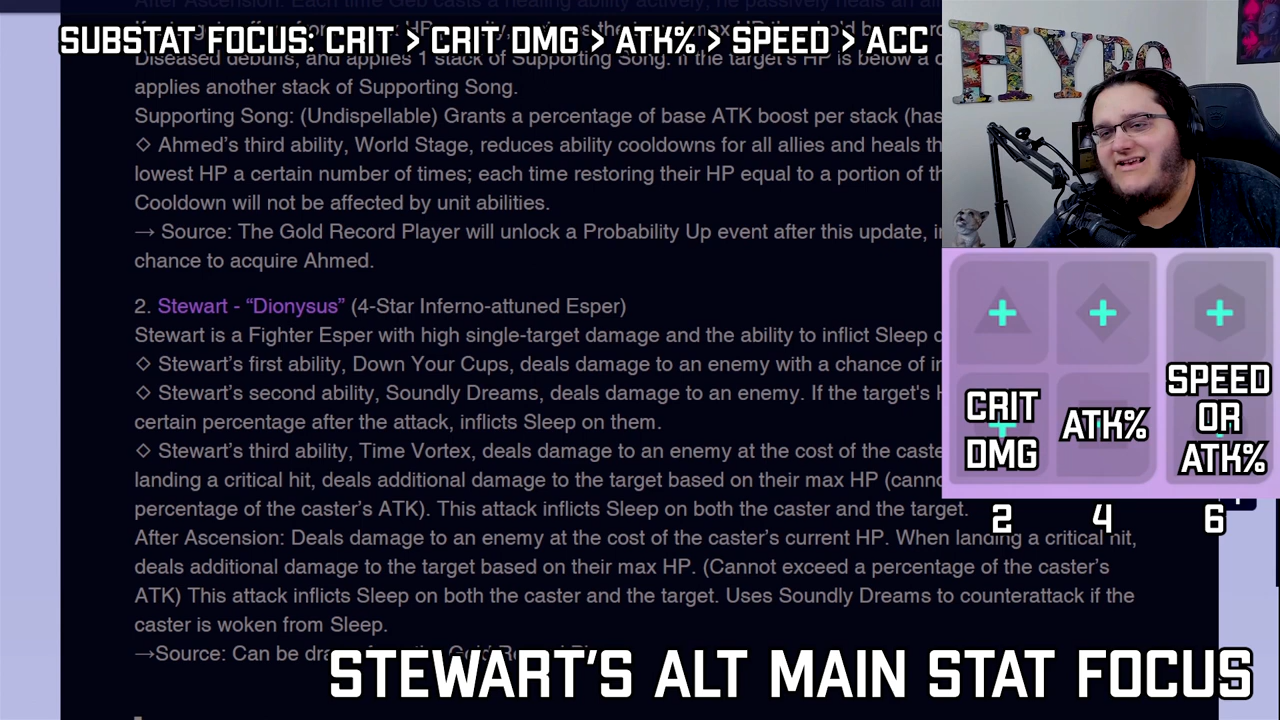 After Ascension: Each time Geb casts a healing ability actively, he passively heals an
SUBSTAT FOCUS: CRIT > CRIT DMG > ATK% > SPEED > ACC
HYPO
Diseased debuffs, and applies 1 stack of Supporting Song. If the target's HP is below a
applies another stack of Supporting Song.
Supporting Song: (Undispellable) Grants a percentage of base ATK boost per stack (has
◇ Ahmed's third ability, World Stage, reduces ability cooldowns for all allies and heals th
lowest HP a certain number of times; each time restoring their HP equal to a portion of th
Cooldown will not be affected by unit abilities.
→ Source: The Gold Record Player will unlock a Probability Up event after this update, i
chance to acquire Ahmed.
2. Stewart - “Dionysus” (4-Star Inferno-attuned Esper)
Stewart is a Fighter Esper with high single-target damage and the ability to inflict Sleep o
◇ Stewart's first ability, Down Your Cups, deals damage to an enemy with a chance of in
◇ Stewart's second ability, Soundly Dreams, deals damage to an enemy. If the target's H
certain percentage after the attack, inflicts Sleep on them.
◇ Stewart's third ability, Time Vortex, deals damage to an enemy at the cost of the caste
landing a critical hit, deals additional damage to the target based on their max HP (canno
percentage of the caster's ATK). This attack inflicts Sleep on both the caster and the target.
After Ascension: Deals damage to an enemy at the cost of the caster's current HP. When landing a critical hit,
deals additional damage to the target based on their max HP. (Cannot exceed a percentage of the caster's
ATK) This attack inflicts Sleep on both the caster and the target. Uses Soundly Dreams to counterattack if the
caster is woken from Sleep.
→Source: Can be
CRIT
DMG
ATK%
SPEED
OR
ATK%
2
4
6
STEWART'S ALT MAIN STAT FOCUS